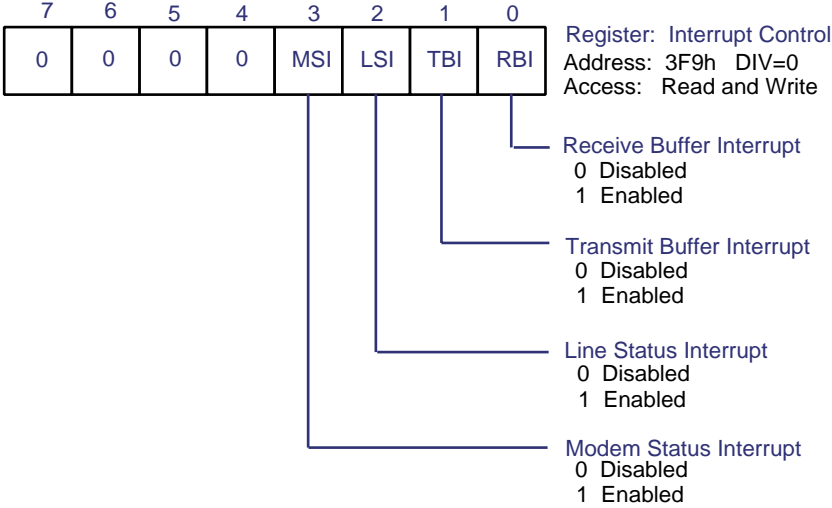 7 6 5 4 3 2 1 0
0 0 0 0 MSI LSI TBI RBI
Register: Interrupt Control
Address: 3F9h DIV=0
Access: Read and Write
Receive Buffer Interrupt
0 Disabled
1 Enabled
Transmit Buffer Interrupt
0 Disabled
1 Enabled
Line Status Interrupt
0 Disabled
1 Enabled
Modem Status Interrupt
0 Disabled
1 Enabled